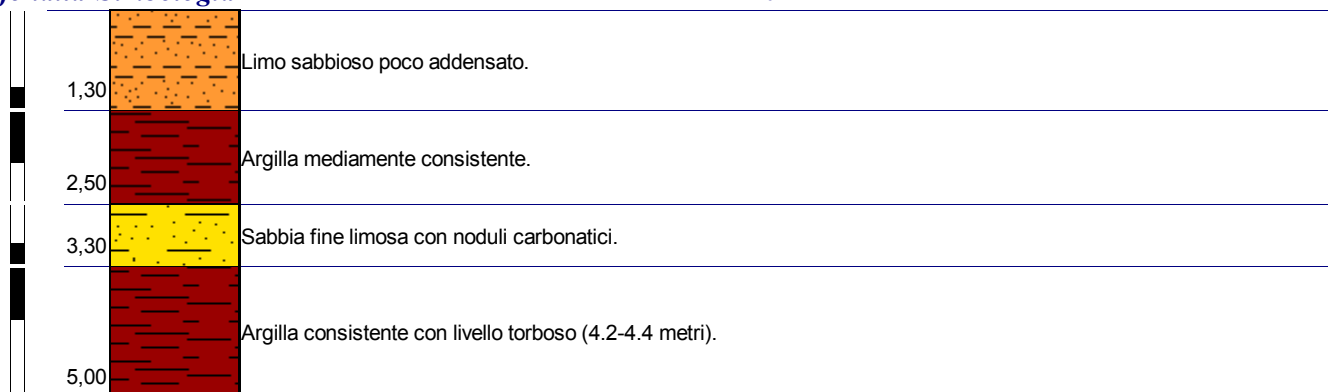 Limo sabbioso poco addensato.
1,30
Argilla mediamente consistente.
2,50
Sabbia fine limosa con noduli carbonatici.
3,30
Argilla consistente con livello torboso (4.2-4.4 metri).
5,00